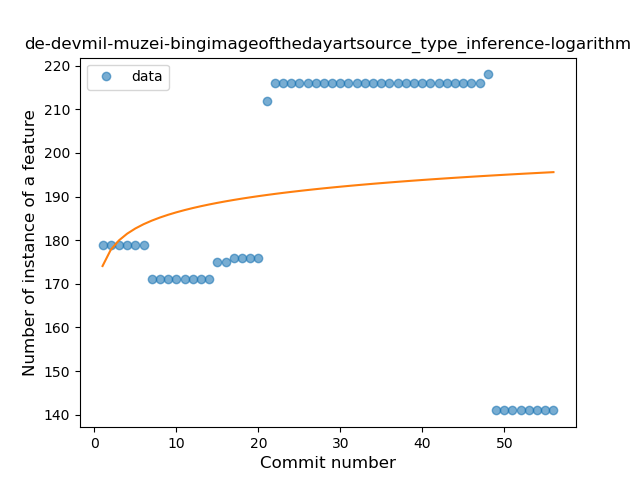 de-devmil-muzei-bingimageofthedayartsource_type_inference-logarithm
data
Number of instance of a feature
220
210
200
190
180
170
160
150
140
0 10 20 30 40 50
Commit number